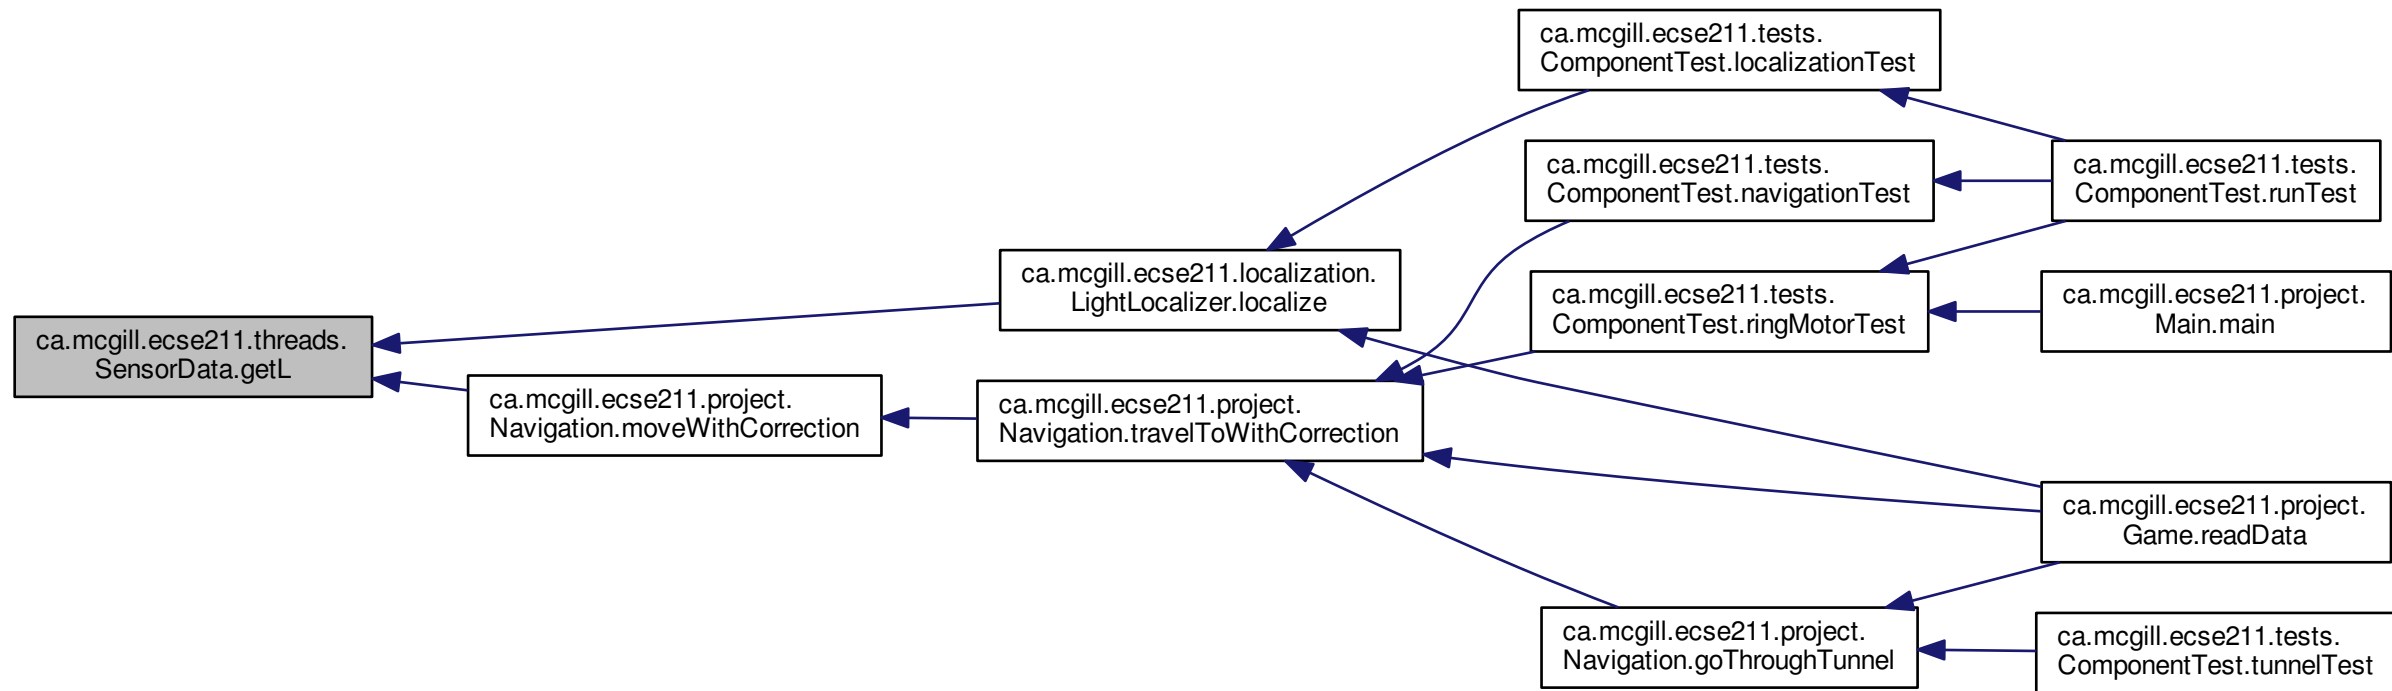 ca.mcgill.ecse211.threads.
SensorData.getL
ca.mcgill.ecse211.localization.
LightLocalizer.localize
ca.mcgill.ecse211.project.
Navigation.moveWithCorrection
ca.mcgill.ecse211.project.
Navigation.travelToWithCorrection
ca.mcgill.ecse211.tests.
ComponentTest.localizationTest
ca.mcgill.ecse211.tests.
ComponentTest.navigationTest
ca.mcgill.ecse211.tests.
ComponentTest.ringMotorTest
ca.mcgill.ecse211.project.
Navigation.goThroughTunnel
ca.mcgill.ecse211.tests.
ComponentTest.runTest
ca.mcgill.ecse211.project.
Main.main
ca.mcgill.ecse211.project.
Game.readData
ca.mcgill.ecse211.tests.
ComponentTest.tunnelTest